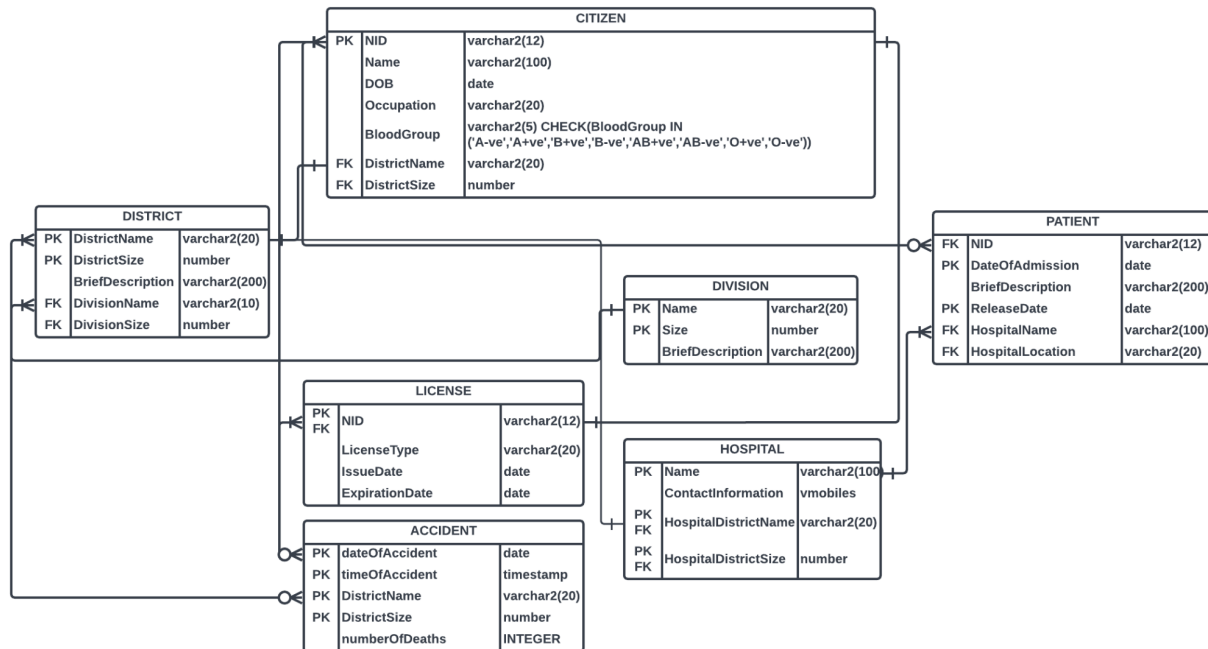 CITIZEN
PK NID varchar2(12)
Name varchar2(100)
DOB date
Occupation varchar2(20)
BloodGroup varchar2(5) CHECK(BloodGroup IN
('A-ve','A+ve','B+ve','B-ve','AB+ve','AB-ve','O+ve','O-ve'))
FK DistrictName varchar2(20)
FK DistrictSize number
DISTRICT
PK DistrictName varchar2(20)
PK DistrictSize number
BriefDescription varchar2(200)
FK DivisionName varchar2(10)
FK DivisionSize number
PATIENT
FK NID varchar2(12)
PK DateOfAdmission date
BriefDescription varchar2(200)
PK ReleaseDate date
FK HospitalName varchar2(100)
FK HospitalLocation varchar2(20)
DIVISION
PK Name varchar2(20)
PK Size number
BriefDescription varchar2(200)
LICENSE
PK
FK NID varchar2(12)
LicenseType varchar2(20)
IssueDate date
ExpirationDate date
HOSPITAL
PK Name varchar2(100)
ContactInformation vmobiles
PK
FK HospitalDistrictName varchar2(20)
PK
FK HospitalDistrictSize number
ACCIDENT
PK dateOfAccident date
PK timeOfAccident timestamp
PK DistrictName varchar2(20)
PK DistrictSize number
numberOfDeaths INTEGER